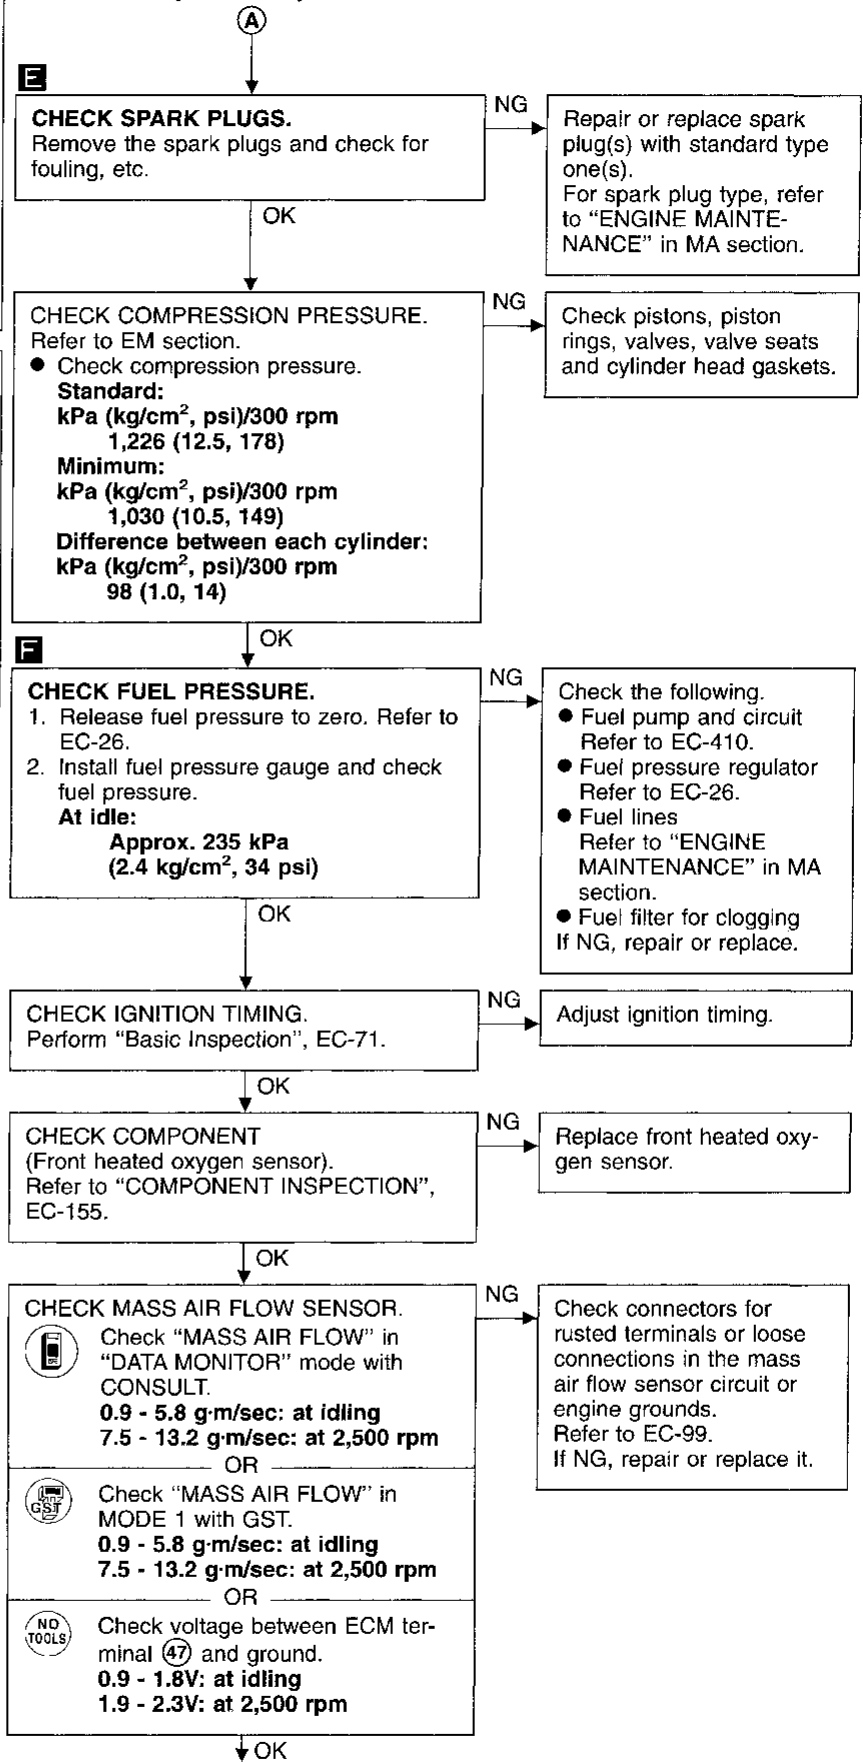 A
E
CHECK SPARK PLUGS.
Remove the spark plugs and check for
fouling, etc.
NG
Repair or replace spark
plug(s) with standard type
one(s).
For spark plug type, refer
to “ENGINE MAINTE-
NANCE” in MA section.
OK
CHECK COMPRESSION PRESSURE.
Refer to EM section.
● Check compression pressure.
Standard:
kPa (kg/cm², psi)/300 rpm
1,226 (12.5, 178)
Minimum:
kPa (kg/cm², psi)/300 rpm
1,030 (10.5, 149)
Difference between each cylinder:
kPa (kg/cm², psi)/300 rpm
98 (1.0, 14)
NG
Check pistons, piston
rings, valves, valve seats
and cylinder head gaskets.
OK
F
CHECK FUEL PRESSURE.
1. Release fuel pressure to zero. Refer to
EC-26.
2. Install fuel pressure gauge and check
fuel pressure.
At idle:
Approx. 235 kPa
(2.4 kg/cm², 34 psi)
NG
Check the following.
● Fuel pump and circuit
Refer to EC-410.
● Fuel pressure regulator
Refer to EC-26.
● Fuel lines
Refer to “ENGINE
MAINTENANCE” in MA
section.
● Fuel filter for clogging
If NG, repair or replace.
OK
CHECK IGNITION TIMING.
Perform “Basic Inspection”, EC-71.
NG
Adjust ignition timing.
OK
CHECK COMPONENT
(Front heated oxygen sensor).
Refer to “COMPONENT INSPECTION”,
EC-155.
NG
Replace front heated oxy-
gen sensor.
OK
CHECK MASS AIR FLOW SENSOR.
Check “MASS AIR FLOW” in
“DATA MONITOR” mode with
CONSULT.
0.9 - 5.8 g·m/sec: at idling
7.5 - 13.2 g·m/sec: at 2,500 rpm
OR
GST
Check “MASS AIR FLOW” in
MODE 1 with GST.
0.9 - 5.8 g·m/sec: at idling
7.5 - 13.2 g·m/sec: at 2,500 rpm
OR
NO
TOOLS
Check voltage between ECM ter-
minal 47 and ground.
0.9 - 1.8V: at idling
1.9 - 2.3V: at 2,500 rpm
NG
Check connectors for
rusted terminals or loose
connections in the mass
air flow sensor circuit or
engine grounds.
Refer to EC-99.
If NG, repair or replace it.
OK